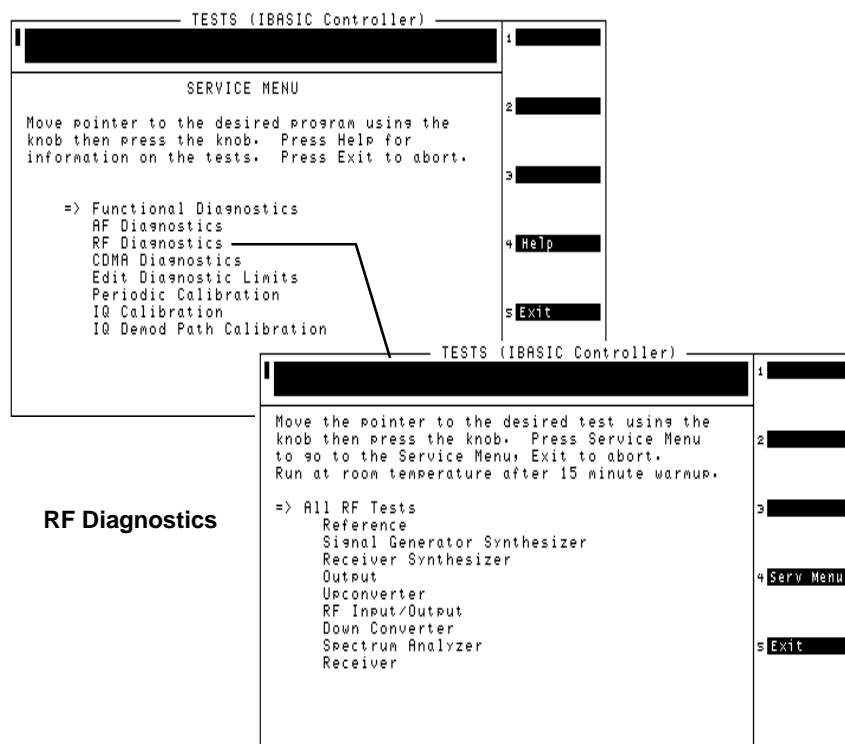 TESTS (IBASIC Controller)
1
SERVICE MENU
2
Move pointer to the desired program using the
knob then press the knob. Press Help for
information on the tests. Press Exit to abort.
3
=> Functional Diagnostics
AF Diagnostics
RF Diagnostics
4 Help
CDMA Diagnostics
Edit Diagnostic Limits
Periodic Calibration
IQ Calibration
5 Exit
IQ Demod Path Calibration
TESTS (IBASIC Controller)
1
Move the pointer to the desired test using the
knob then press the knob. Press Service Menu
2
to go to the Service Menu, Exit to abort.
Run at room temperature after 15 minute warmup.
RF Diagnostics
=> All RF Tests
3
Reference
Signal Generator Synthesizer
Receiver Synthesizer
Output
4 Serv Menu
Upconverter
RF Input/Output
Down Converter
Spectrum Analyzer
5 Exit
Receiver